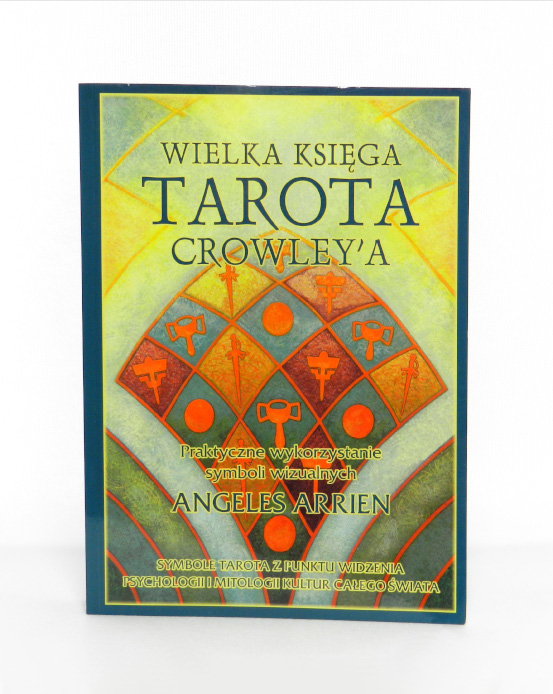 WIELKA KSIĘGA
TAROTA
CROWLEY'A
Praktyczne wykorzystanie
symboli wizualnych
ANGELES ARRIEN
SYMBOLE TAROTA Z PUNKTU WIDZENIA
PSYCHOLOGII I MITOLOGII KULTUR CAŁEGO ŚWIATA